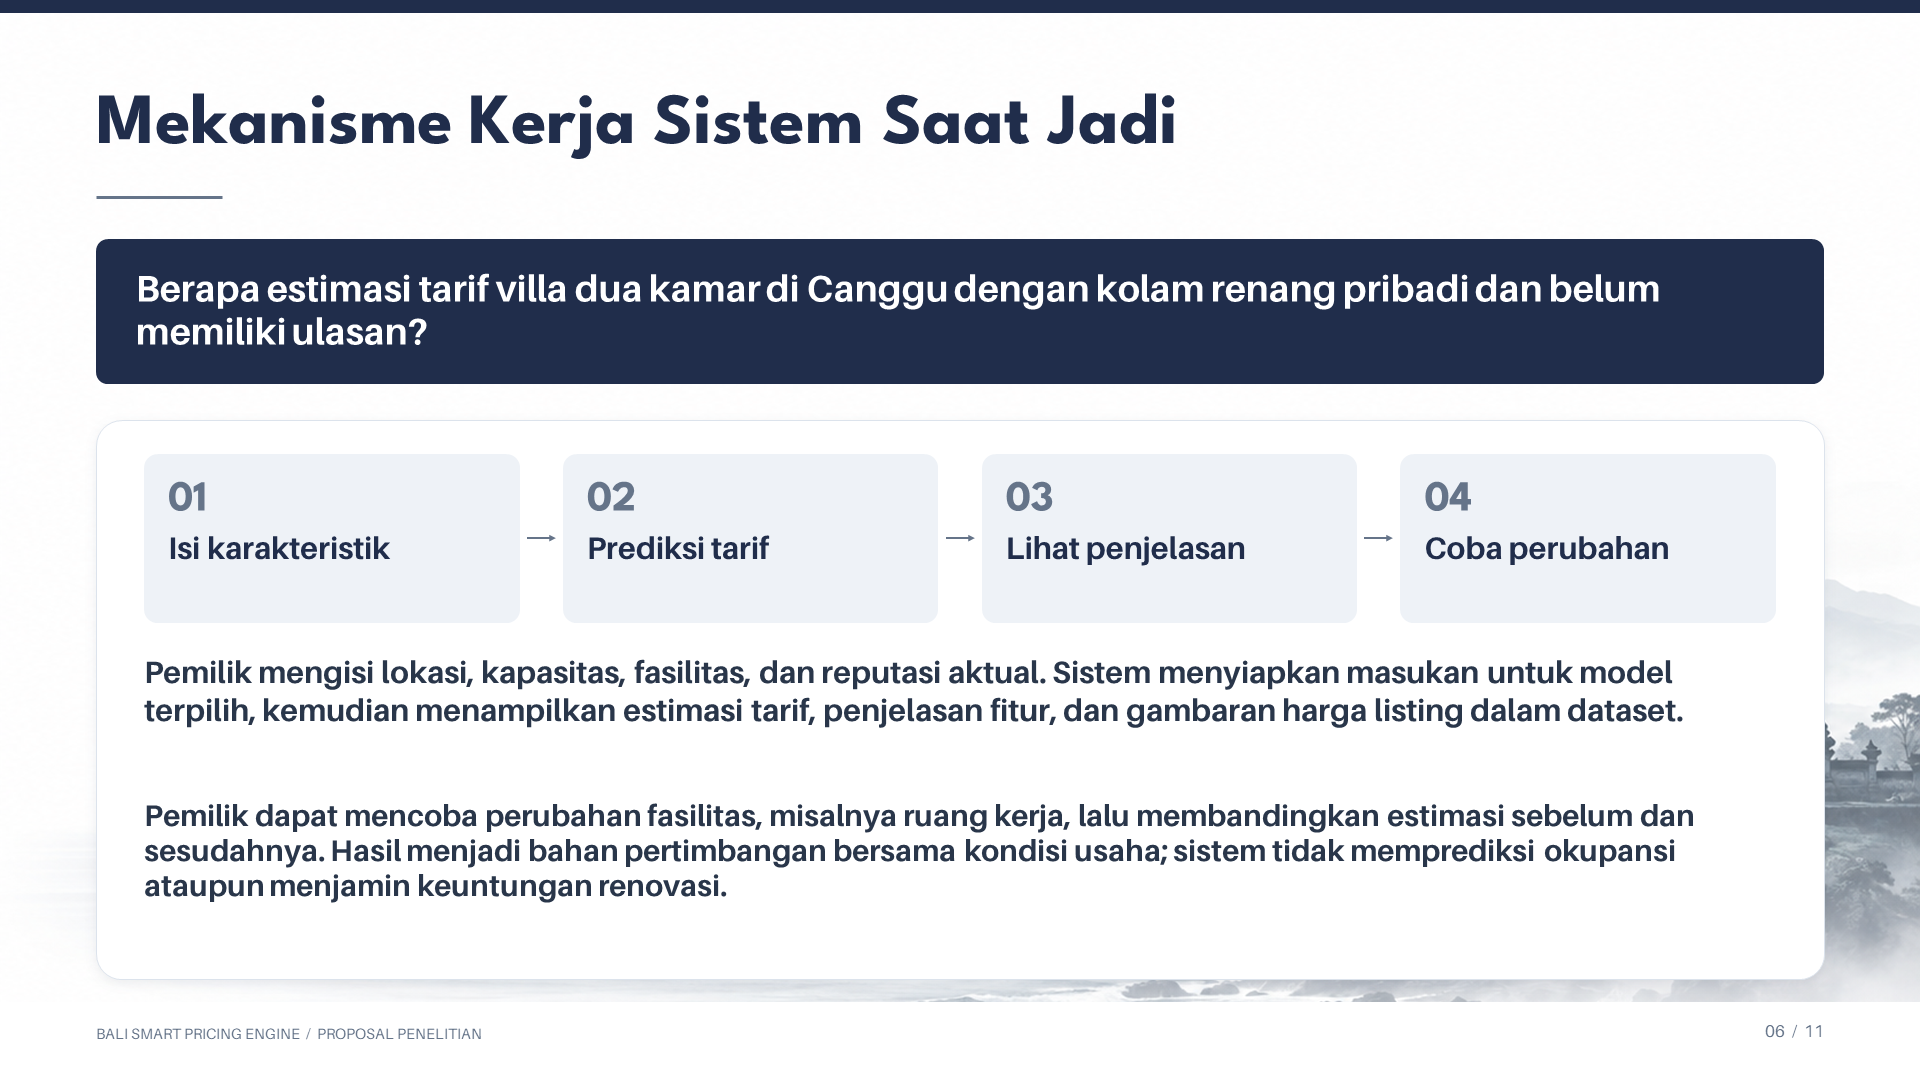 Mekanisme Kerja Sistem Saat Jadi
Berapa estimasi tarif villa dua kamar di Canggu dengan kolam renang pribadi dan belum
memiliki ulasan?
01
Isi karakteristik
02
Prediksi tarif
03
Lihat penjelasan
04
Coba perubahan
Pemilik mengisi lokasi, kapasitas, fasilitas, dan reputasi aktual. Sistem menyiapkan masukan untuk model
terpilih, kemudian menampilkan estimasi tarif, penjelasan fitur, dan gambaran harga listing dalam dataset.
Pemilik dapat mencoba perubahan fasilitas, misalnya ruang kerja, lalu membandingkan estimasi sebelum dan
sesudahnya. Hasil menjadi bahan pertimbangan bersama kondisi usaha; sistem tidak memprediksi okupansi
ataupun menjamin keuntungan renovasi.
BALI SMART PRICING ENGINE / PROPOSAL PENELITIAN
06 / 11